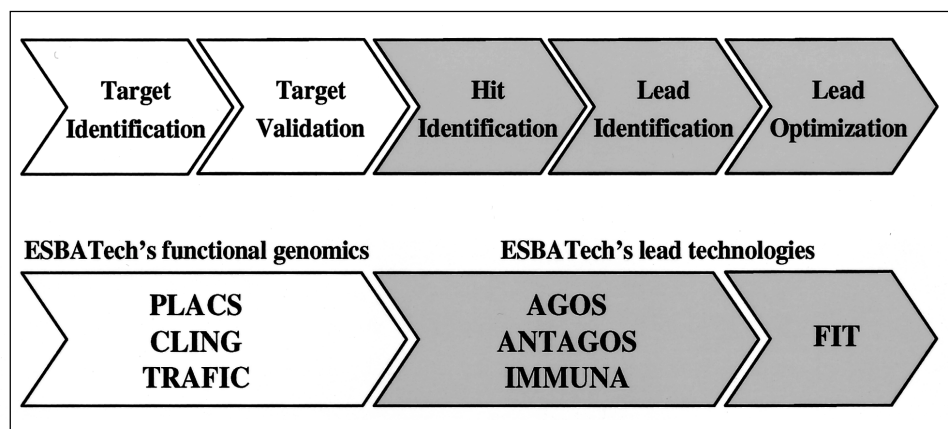 Target
Identification
Target
Validation
Hit
Identification
Lead
Identification
Lead
Optimization
ESBATech's functional genomics
ESBATech's lead technologies
PLACS
CLING
TRAFIC
AGOS
ANTAGOS
IMMUNA
FIT